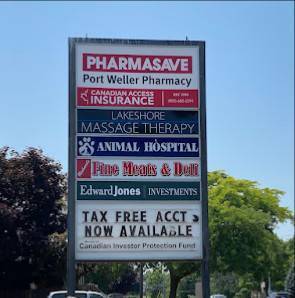 PHARMASAVE
Port Weller Pharmacy
CANADIAN ACCESS
INSURANCE
LAKESHORE
MASSAGE THERAPY
ANIMAL HOSPITAL
Fine Meats & Deli
Edward Jones INVESTMENTS
TAX FREE ACCT
NOW AVAILABLE
Canadian Investor Protection Fund